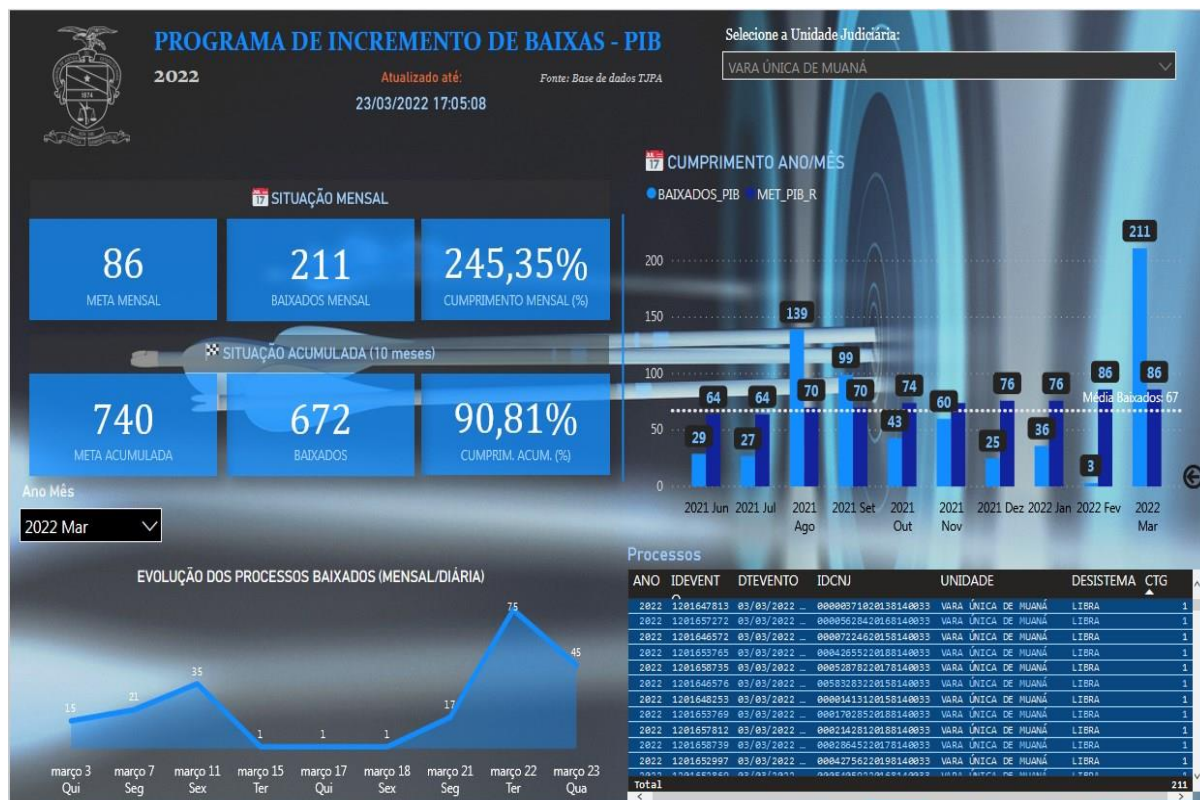 PROGRAMA DE INCREMENTO DE BAIXAS - PIB
2022
Atualizado até:
Fonte: Base de dados TJPA
23/03/2022 17:05:08
Selecione a Unidade Judiciária:
VARA ÚNICA DE MUANÁ
SITUAÇÃO MENSAL
86
META MENSAL
211
BAIXADOS MENSAL
245,35%
CUMPRIMENTO MENSAL (%)
SITUAÇÃO ACUMULADA (10 meses)
740
META ACUMULADA
672
BAIXADOS
90,81%
CUMPRIM. ACUM. (%)
CUMPRIMENTO ANO/MÊS
BAIXADOS_PIB MET_PIB_R
200
150
100
50
0
29 64
27 64
139 70
99 70
43 74
60
25 76
36 76
3 86
211 86
Média Baixados: 67
2021 Jun 2021 Jul 2021 Ago 2021 Set 2021 Out 2021 Nov 2021 Dez 2022 Jan 2022 Fev 2022 Mar
Ano Mês
2022 Mar
EVOLUÇÃO DOS PROCESSOS BAIXADOS (MENSAL/DIÁRIA)
15 21 35 1 1 1 17 75 45
março 3 março 7 março 11 março 15 março 17 março 18 março 21 março 22 março 23
Qui Seg Sex Ter Qui Sex Seg Ter Qua
Processos
ANO IDEVENT DTEVENTO IDCNJ UNIDADE DESISTEMA CTG
2022 1201647813 03/03/2022 ... 00000371020138140033 VARA ÚNICA DE MUANÁ LIBRA 1
2022 1201657272 03/03/2022 ... 00000562842016814​0033 VARA ÚNICA DE MUANÁ LIBRA 1
2022 1201646572 03/03/2022 ... 00007224620158140033 VARA ÚNICA DE MUANÁ LIBRA 1
2022 1201653765 03/03/2022 ... 00042655220188140033 VARA ÚNICA DE MUANÁ LIBRA 1
2022 1201658735 03/03/2022 ... 00052878220178140033 VARA ÚNICA DE MUANÁ LIBRA 1
2022 1201646576 03/03/2022 ... 00583283220158140033 VARA ÚNICA DE MUANÁ LIBRA 1
2022 1201648253 03/03/2022 ... 00001413120158140033 VARA ÚNICA DE MUANÁ LIBRA 1
2022 1201653769 03/03/2022 ... 00017028520188140033 VARA ÚNICA DE MUANÁ LIBRA 1
2022 1201657812 03/03/2022 ... 00021428120188140033 VARA ÚNICA DE MUANÁ LIBRA 1
2022 1201658739 03/03/2022 ... 00028645220178140033 VARA ÚNICA DE MUANÁ LIBRA 1
2022 1201652997 03/03/2022 ... 00042756220198140033 VARA ÚNICA DE MUANÁ LIBRA 1
Total 211